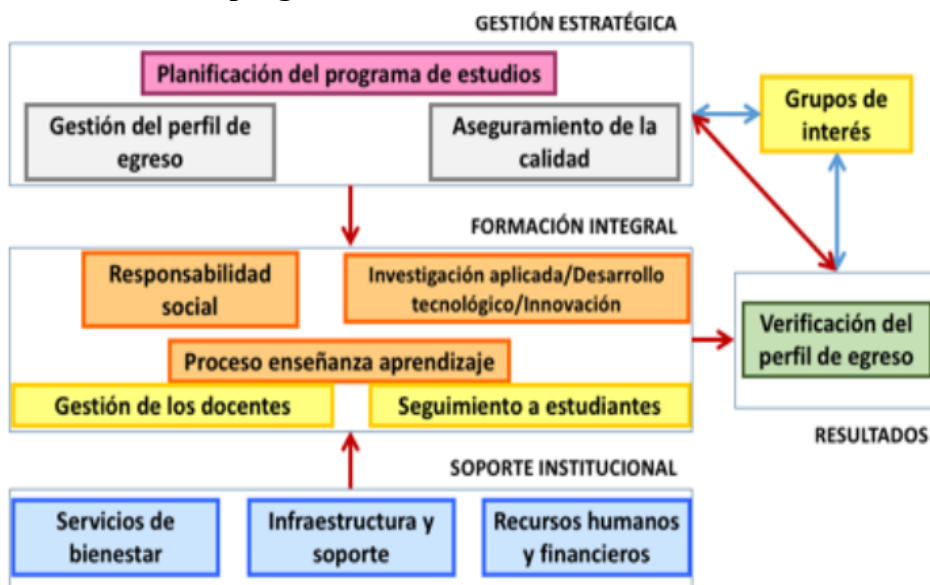 GESTIÓN ESTRATÉGICA
Planificación del programa de estudios
Gestión del perfil de
egreso
Aseguramiento de la
calidad
Grupos de
interés
FORMACIÓN INTEGRAL
Responsabilidad
social
Investigación aplicada/Desarrollo
tecnológico/Innovación
Proceso enseñanza aprendizaje
Gestión de los docentes
Seguimiento a estudiantes
Verificación del
perfil de egreso
RESULTADOS
SOPORTE INSTITUCIONAL
Servicios de
bienestar
Infraestructura y
soporte
Recursos humanos
y financieros